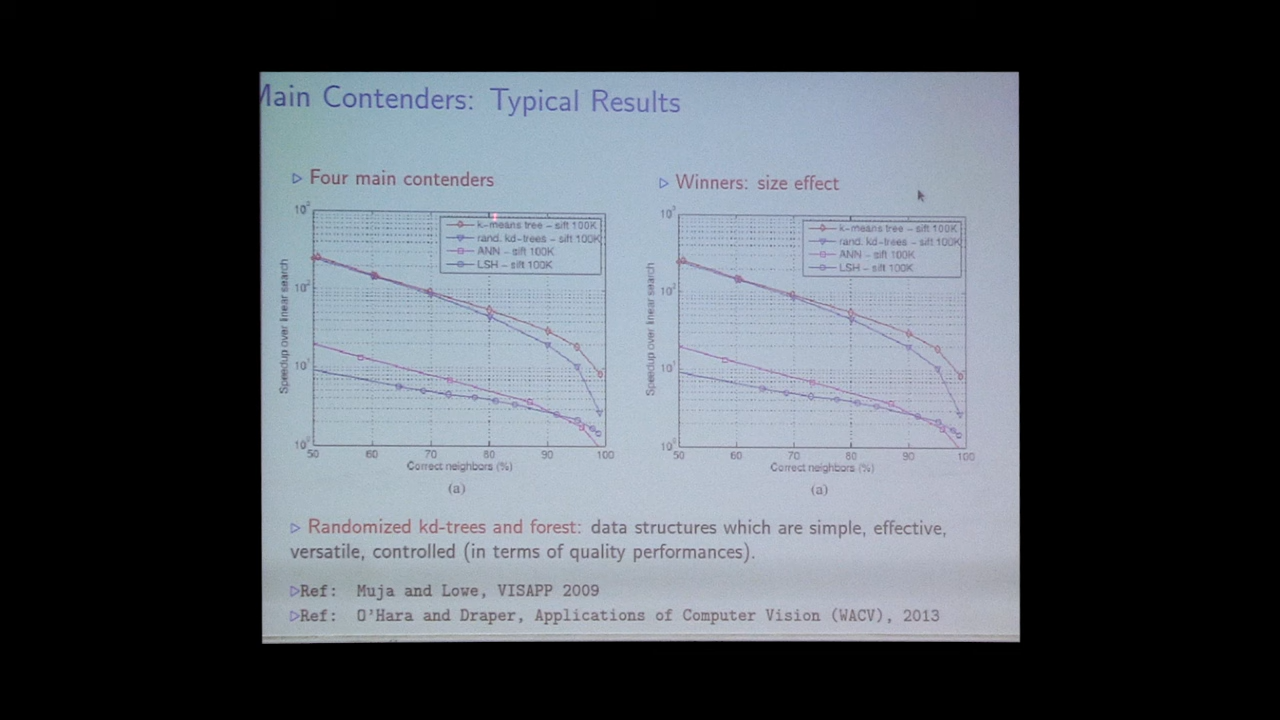 Main Contenders: Typical Results
▷ Four main contenders
▷ Winners: size effect
10³
10²
10¹
10⁰
Speedup over linear search
k-means tree – sift 100K
rand. kd-trees – sift 100K
ANN – sift 100K
LSH – sift 100K
50 60 70 80 90 100
Correct neighbors (%)
(a)
10³
10²
10¹
10⁰
Speedup over linear search
k-means tree – sift 100K
rand. kd-trees – sift 100K
ANN – sift 100K
LSH – sift 100K
50 60 70 80 90 100
Correct neighbors (%)
(a)
▷ Randomized kd-trees and forest: data structures which are simple, effective,
versatile, controlled (in terms of quality performances).
▷Ref: Muja and Lowe, VISAPP 2009
▷Ref: O'Hara and Draper, Applications of Computer Vision (WACV), 2013